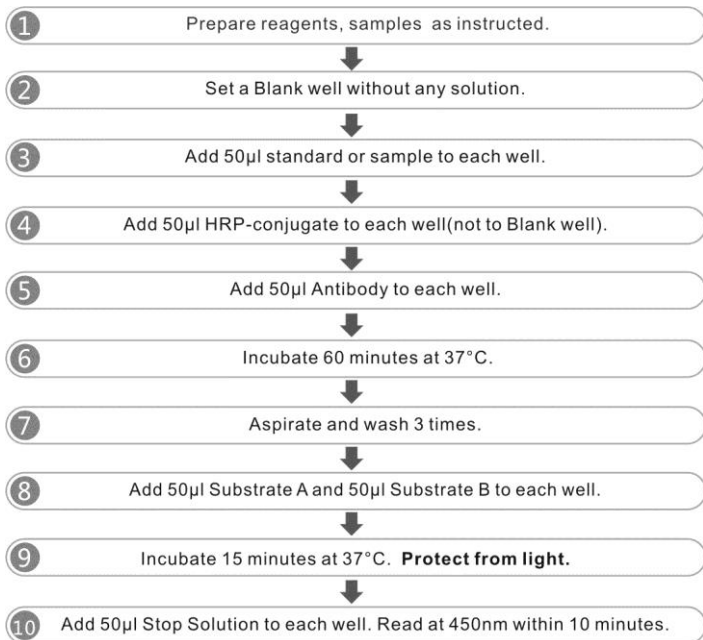 1 Prepare reagents, samples as instructed.
2 Set a Blank well without any solution.
3 Add 50μl standard or sample to each well.
4 Add 50μl HRP-conjugate to each well(not to Blank well).
5 Add 50μl Antibody to each well.
6 Incubate 60 minutes at 37°C.
7 Aspirate and wash 3 times.
8 Add 50μl Substrate A and 50μl Substrate B to each well.
9 Incubate 15 minutes at 37°C. Protect from light.
10 Add 50μl Stop Solution to each well. Read at 450nm within 10 minutes.